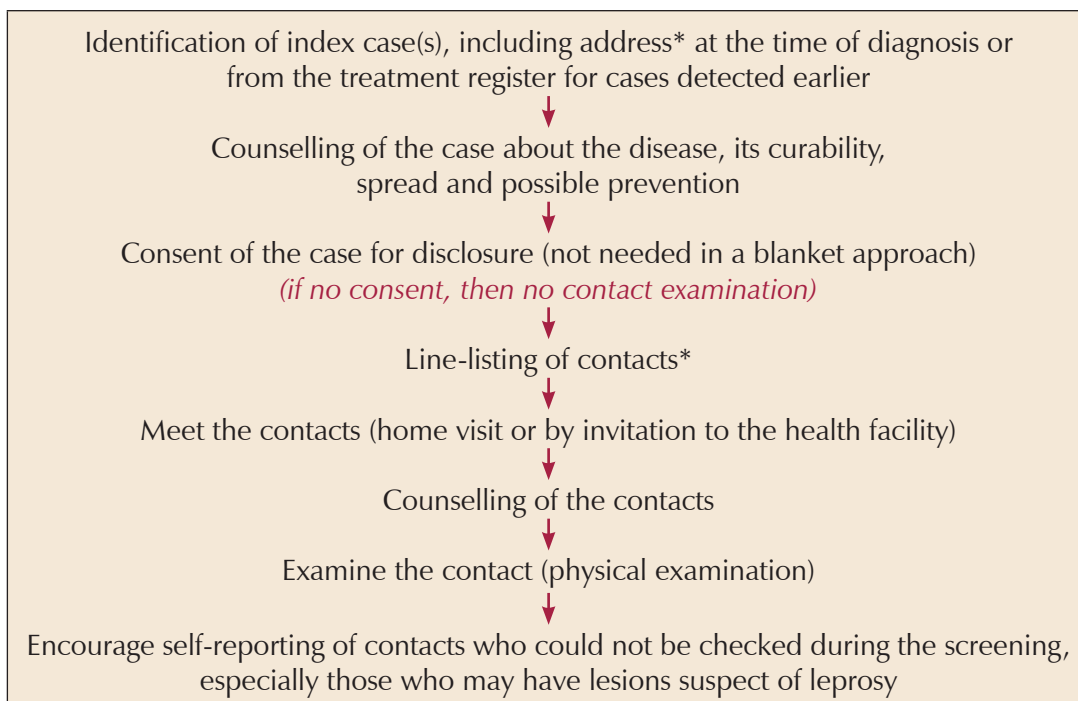 Identification of index case(s), including address* at the time of diagnosis or
from the treatment register for cases detected earlier
Counselling of the case about the disease, its curability,
spread and possible prevention
Consent of the case for disclosure (not needed in a blanket approach)
(if no consent, then no contact examination)
Line-listing of contacts*
Meet the contacts (home visit or by invitation to the health facility)
Counselling of the contacts
Examine the contact (physical examination)
Encourage self-reporting of contacts who could not be checked during the screening,
especially those who may have lesions suspect of leprosy